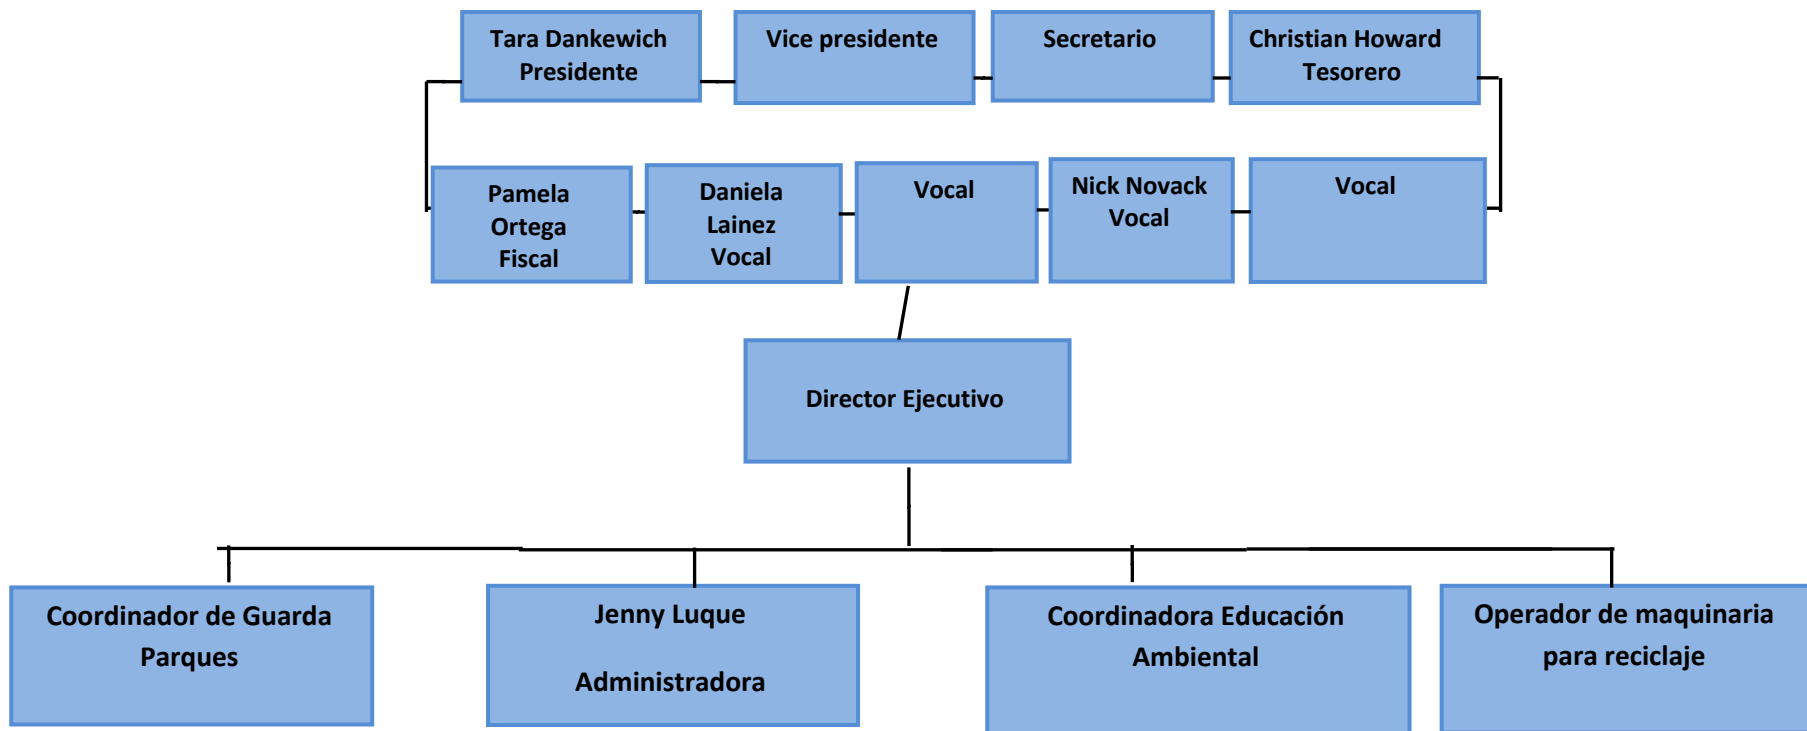 Tara Dankewich
Presidente
Vice presidente
Secretario
Christian Howard
Tesorero
Pamela
Ortega
Fiscal
Daniela
Lainez
Vocal
Vocal
Nick Novack
Vocal
Vocal
Director Ejecutivo
Coordinador de Guarda
Parques
Jenny Luque
Administradora
Coordinadora Educación
Ambiental
Operador de maquinaria
para reciclaje